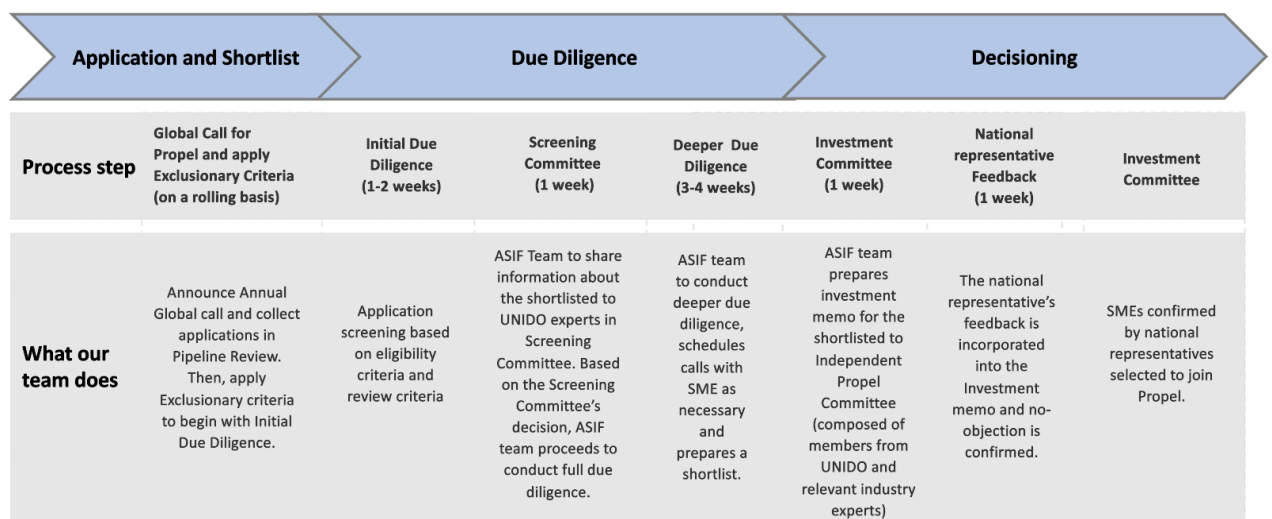 Application and Shortlist
Due Diligence
Decisioning
Process step
Global Call for
Propel and apply
Exclusionary Criteria
(on a rolling basis)
Initial Due
Diligence
(1-2 weeks)
Screening
Committee
(1 week)
Deeper Due
Diligence
(3-4 weeks)
Investment
Committee
(1 week)
National
representative
Feedback
(1 week)
Investment
Committee
What our
team does
Announce Annual
Global call and collect
applications in
Pipeline Review.
Then, apply
Exclusionary criteria
to begin with Initial
Due Diligence.
Application
screening based
on eligibility
criteria and
review criteria
ASIF Team to share
information about
the shortlisted to
UNIDO experts in
Screening
Committee. Based
on the Screening
Committee’s
decision, ASIF
team proceeds to
conduct full due
diligence.
ASIF team
to conduct
deeper due
diligence,
schedules
calls with
SME as
necessary
and
prepares a
shortlist.
ASIF team
prepares
investment
memo for the
shortlisted to
Independent
Propel
Committee
(composed of
members from
UNIDO and
relevant industry
experts)
The national
representative’s
feedback is
incorporated
into the
Investment
memo and no-
objection is
confirmed.
SMEs confirmed
by national
representatives
selected to join
Propel.